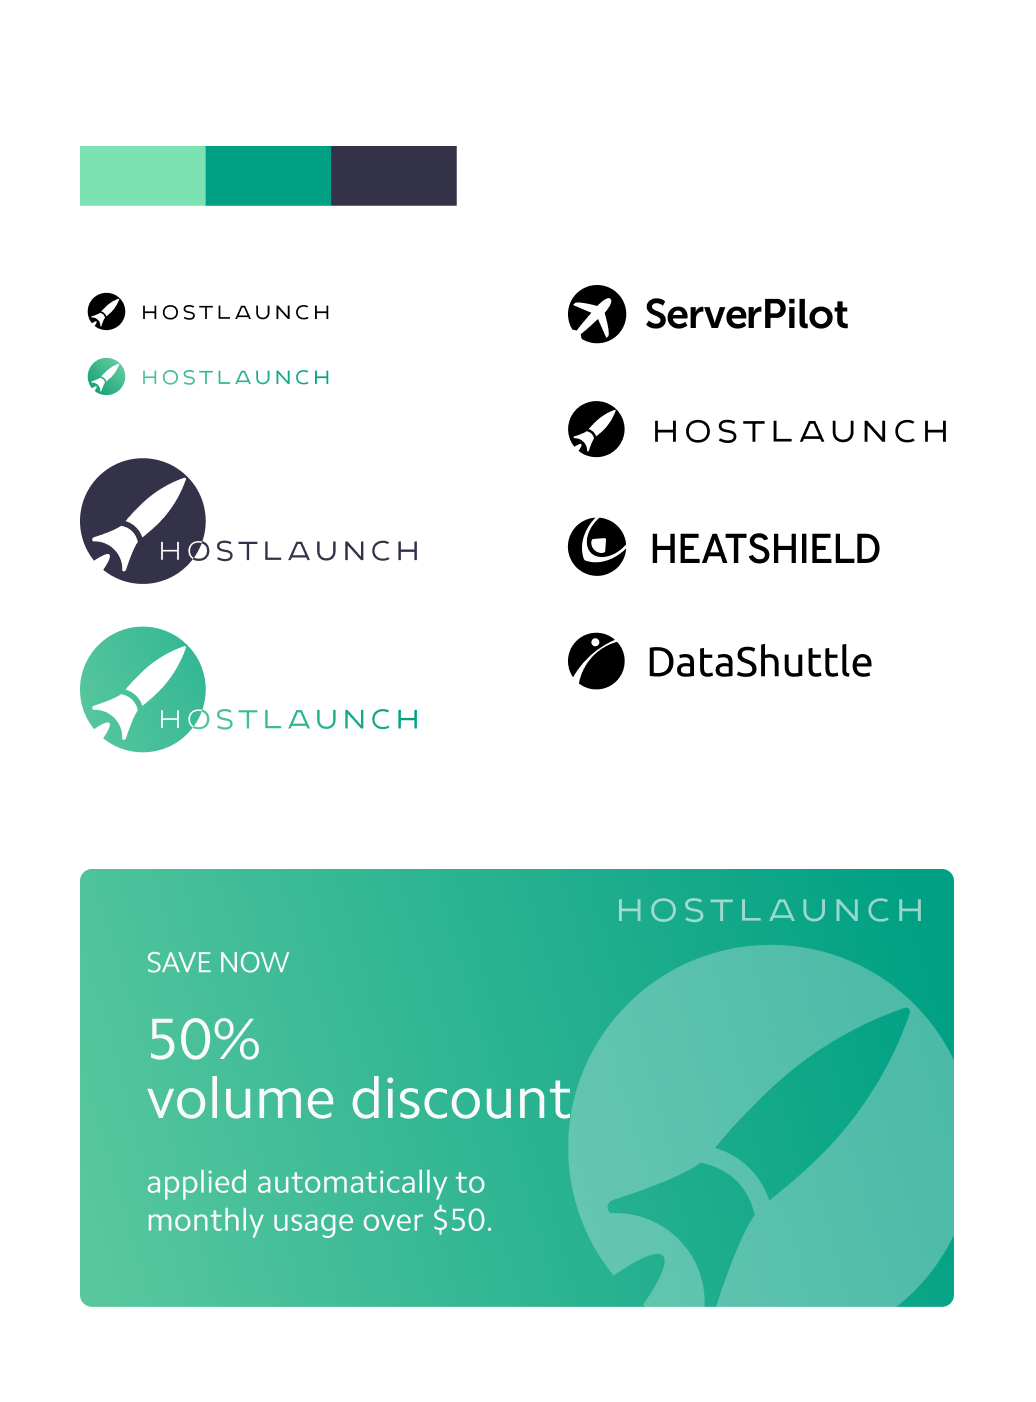 HOSTLAUNCH
HOSTLAUNCH
HOSTLAUNCH
HOSTLAUNCH
ServerPilot
HOSTLAUNCH
HEATSHIELD
DataShuttle
HOSTLAUNCH
SAVE NOW
50%
volume discount
applied automatically to
monthly usage over $50.